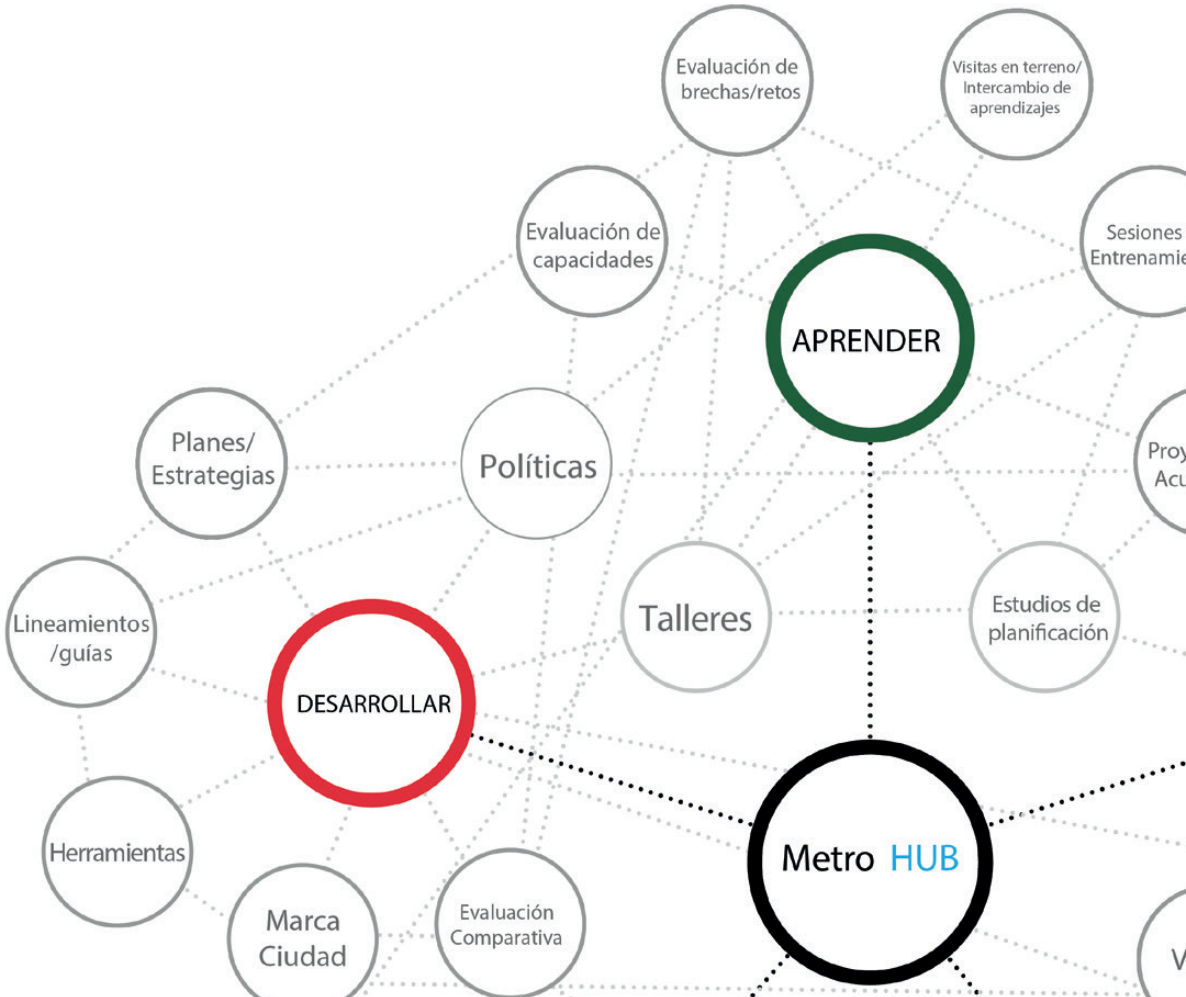 Evaluación de
brechas/retos
Visitas en terreno/
Intercambio de
aprendizajes
Evaluación de
capacidades
Sesiones
APRENDER
Planes/
Estrategias
Políticas
Lineamientos
/guías
Talleres
Estudios de
planificación
DESARROLLAR
Herramientas
Metro HUB
Marca
Ciudad
Evaluación
Comparativa